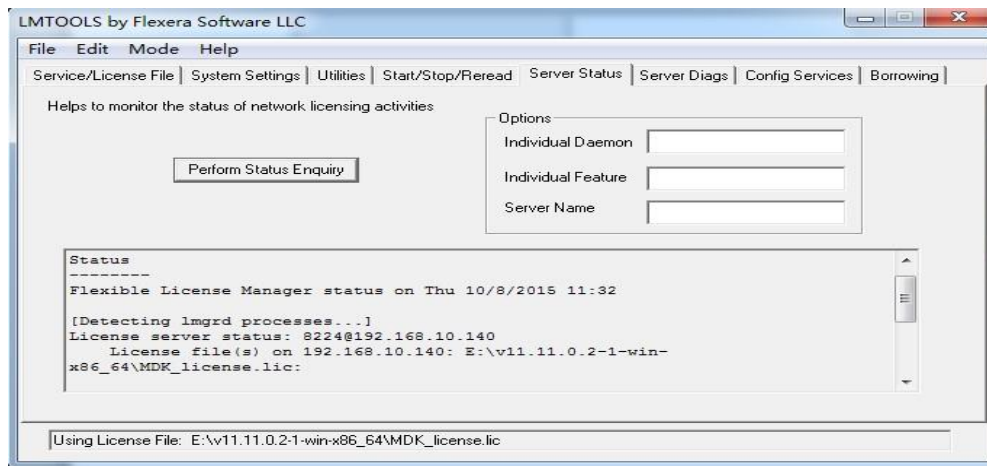 LMTOOLS by Flexera Software LLC
File Edit Mode Help
Service/License File System Settings Utilities Start/Stop/Reread Server Status Server Diags Config Services Borrowing
Helps to monitor the status of network licensing activities
Options
Individual Daemon
Perform Status Enquiry
Individual Feature
Server Name
Status
--------
Flexible License Manager status on Thu 10/8/2015 11:32
[Detecting lmgrd processes...]
License server status: 8224@192.168.10.140
License file(s) on 192.168.10.140: E:\v11.11.0.2-1-win-
x86_64\MDK_license.lic:
Using License File: E:\v11.11.0.2-1-win-x86_64\MDK_license.lic